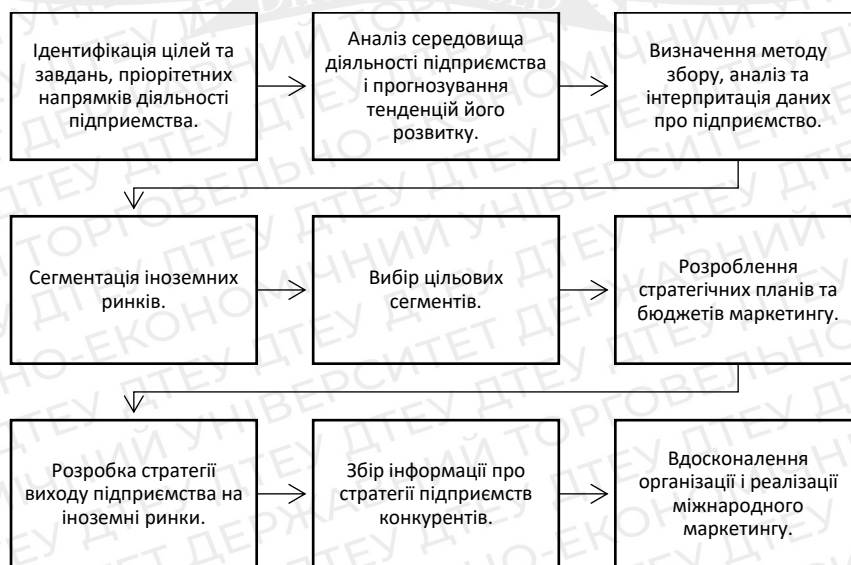 Ідентифікація цілей та
завдань, пріорітетних
напрямків діяльності
підприемства.
Аналіз середовища
діяльності підприємства
і прогнозування
тенденцій його
розвитку.
Визначення методу
збору, аналіз та
інтерпритація даних
про підприємство.
Сегментація іноземних
ринків.
Вибір цільових
сегментів.
Розроблення
стратегічних планів та
бюджетів маркетингу.
Розробка стратегії
виходу підприємства на
іноземні ринки.
Збір інформації про
стратегії підприємств
конкурентів.
Вдосконалення
організації і реалізації
міжнародного
маркетингу.